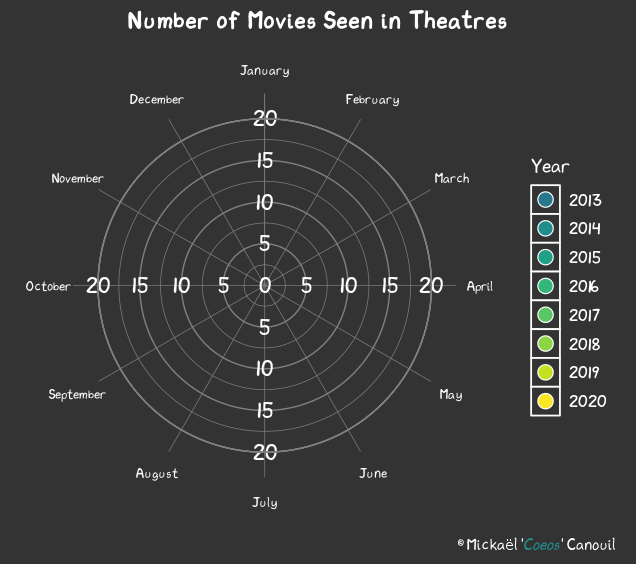 Number of Movies Seen in Theatres
January
December
February
20
November
15
March
10
Year
2013
2014
5
2015
October 20 15 10 5 0 5 10 15 20 April
2016
2017
5
2018
10
2019
September
May
2020
15
20
August
June
July
© Mickaël 'Coeos' Canouil